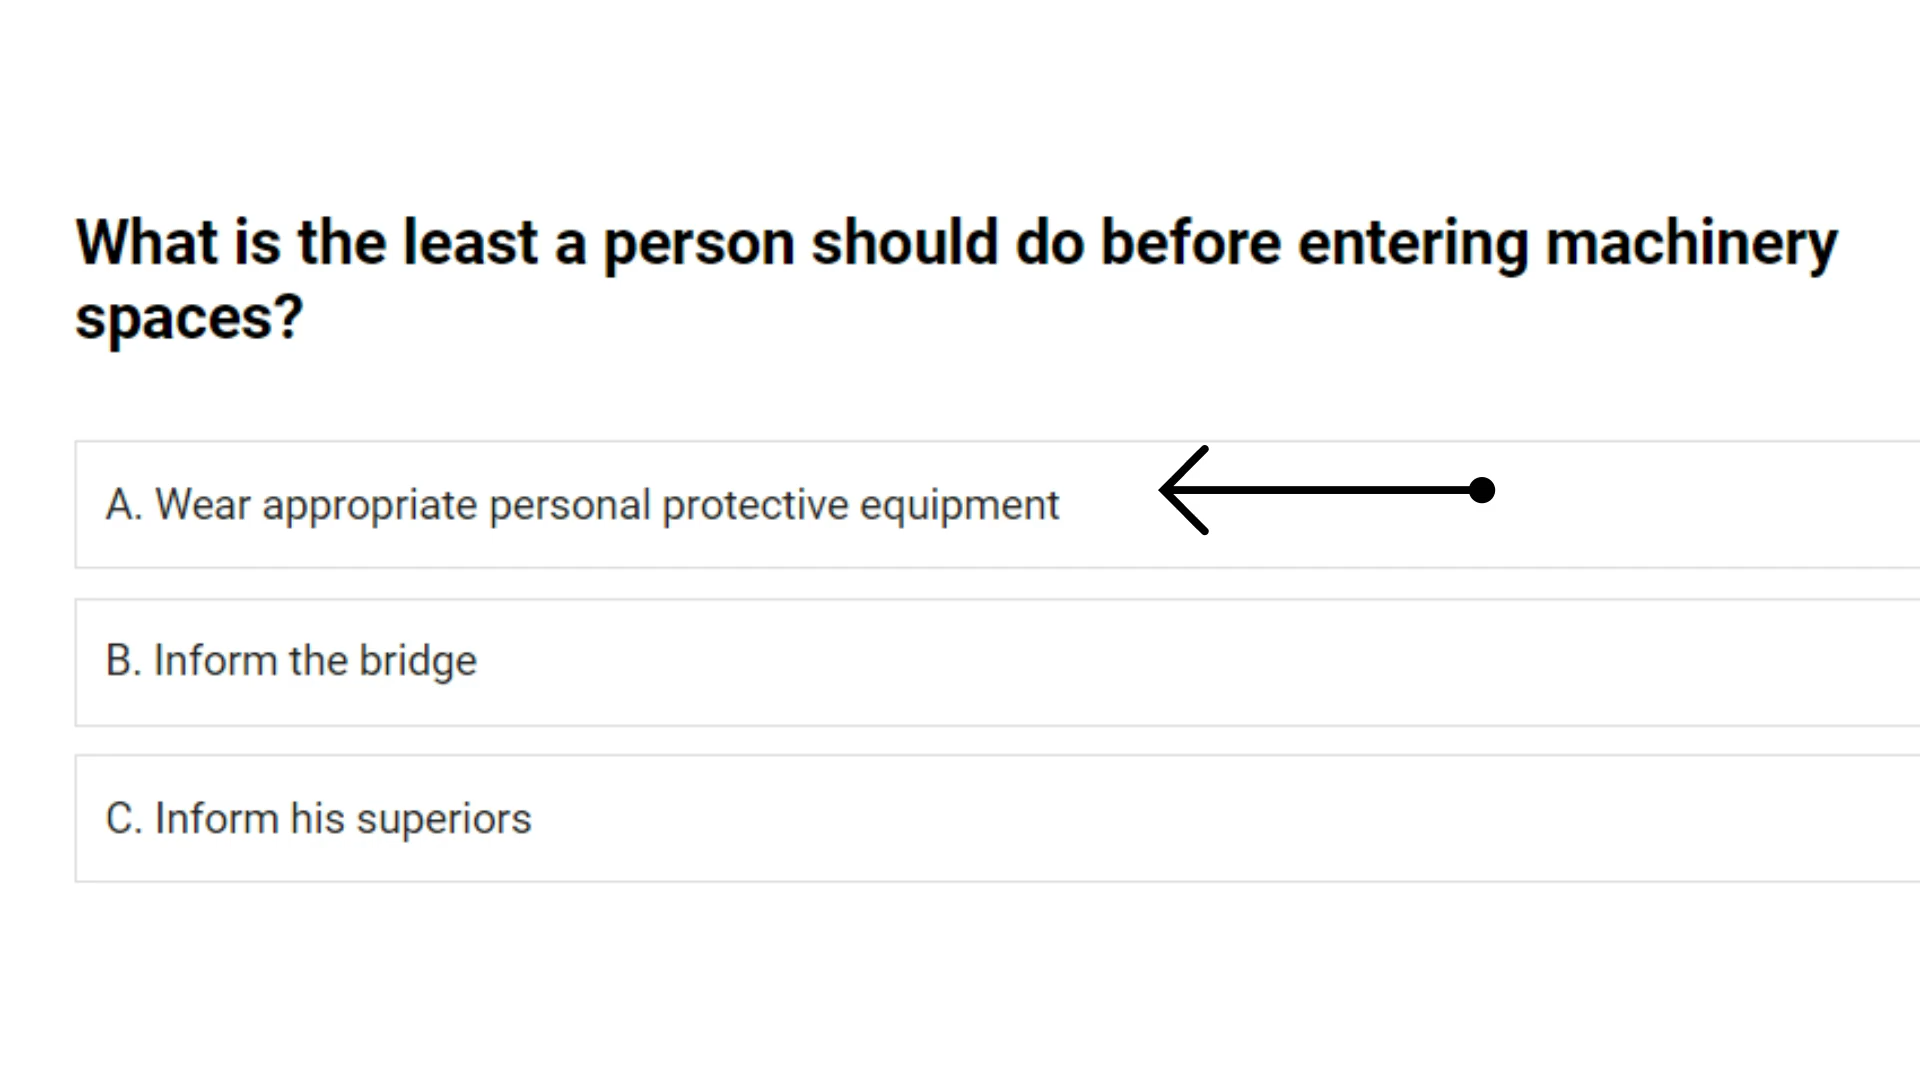 What is the least a person should do before entering machinery
spaces?
A. Wear appropriate personal protective equipment
B. Inform the bridge
C. Inform his superiors